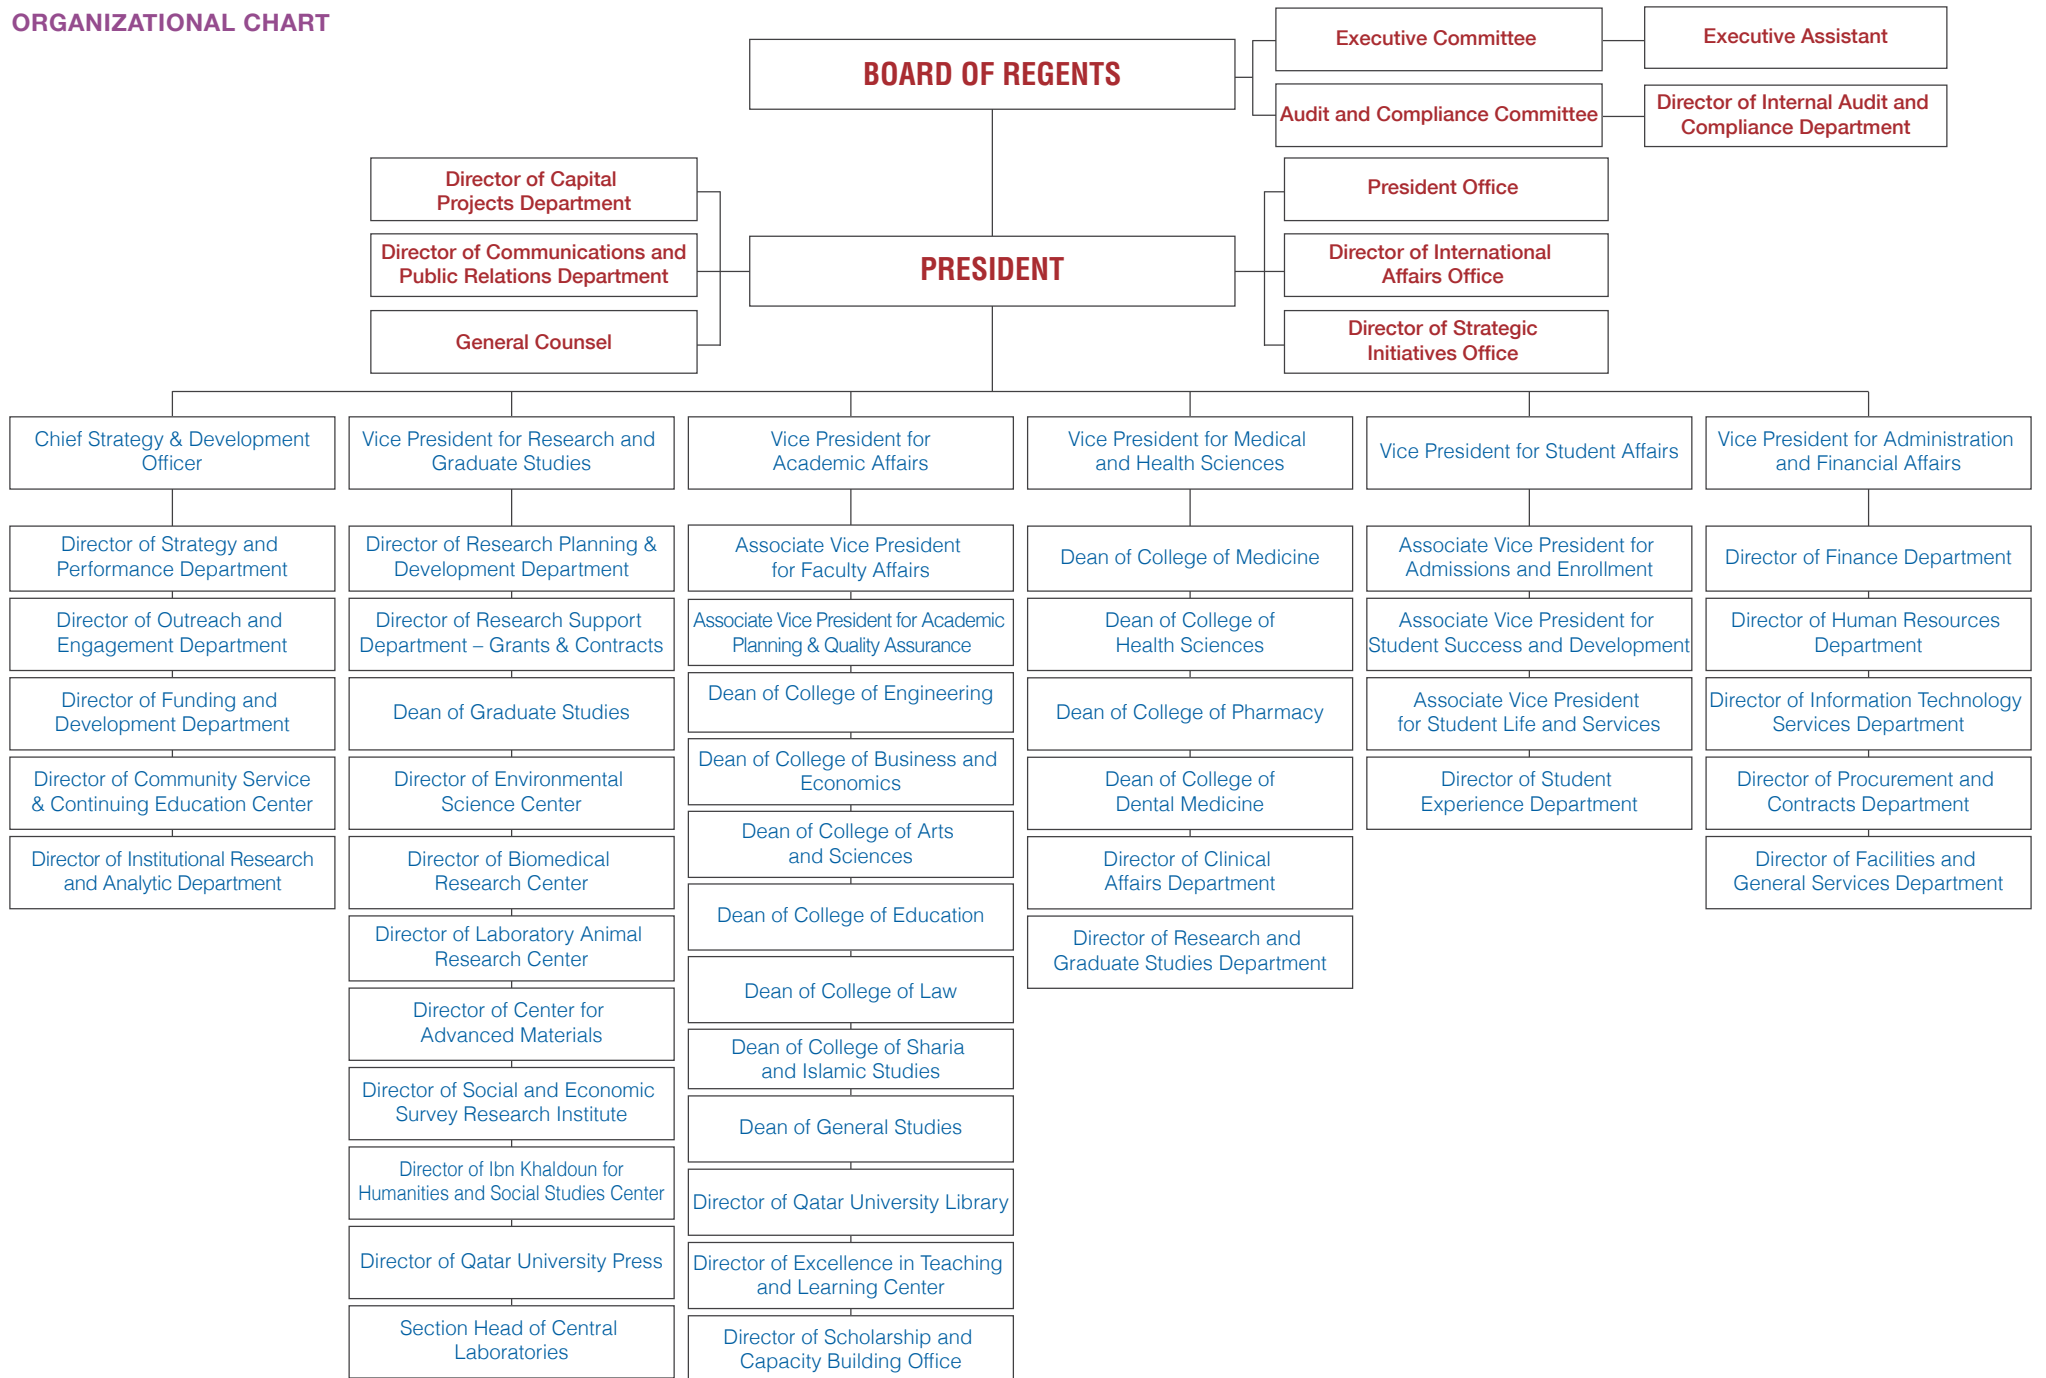 ORGANIZATIONAL CHART
BOARD OF REGENTS
Executive Committee
Executive Assistant
Audit and Compliance Committee
Director of Internal Audit and
Compliance Department
Director of Capital
Projects Department
Director of Communications and
Public Relations Department
General Counsel
PRESIDENT
President Office
Director of International
Affairs Office
Director of Strategic
Initiatives Office
Chief Strategy & Development
Officer
Director of Strategy and
Performance Department
Director of Outreach and
Engagement Department
Director of Funding and
Development Department
Director of Community Service
& Continuing Education Center
Director of Institutional Research
and Analytic Department
Vice President for Research and
Graduate Studies
Director of Research Planning &
Development Department
Director of Research Support
Department – Grants & Contracts
Dean of Graduate Studies
Director of Environmental
Science Center
Director of Biomedical
Research Center
Director of Laboratory Animal
Research Center
Director of Center for
Advanced Materials
Director of Social and Economic
Survey Research Institute
Director of Ibn Khaldoun for
Humanities and Social Studies Center
Director of Qatar University Press
Section Head of Central
Laboratories
Vice President for
Academic Affairs
Associate Vice President
for Faculty Affairs
Associate Vice President for Academic
Planning & Quality Assurance
Dean of College of Engineering
Dean of College of Business and
Economics
Dean of College of Arts
and Sciences
Dean of College of Education
Dean of College of Law
Dean of College of Sharia
and Islamic Studies
Dean of General Studies
Director of Qatar University Library
Director of Excellence in Teaching
and Learning Center
Director of Scholarship and
Capacity Building Office
Vice President for Medical
and Health Sciences
Dean of College of Medicine
Dean of College of
Health Sciences
Dean of College of Pharmacy
Dean of College of
Dental Medicine
Director of Clinical
Affairs Department
Director of Research and
Graduate Studies Department
Vice President for Student Affairs
Associate Vice President for
Admissions and Enrollment
Associate Vice President for
Student Success and Development
Associate Vice President
for Student Life and Services
Director of Student
Experience Department
Vice President for Administration
and Financial Affairs
Director of Finance Department
Director of Human Resources
Department
Director of Information Technology
Services Department
Director of Procurement and
Contracts Department
Director of Facilities and
General Services Department